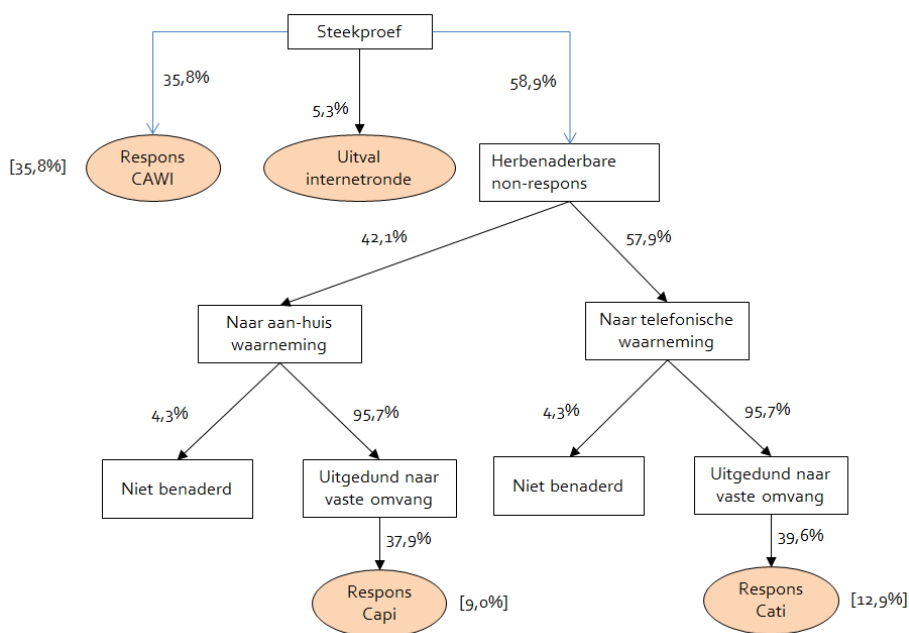 Steekproef
35,8%
5,3%
58,9%
[35,8%]
Respons
CAWI
Uitval
internetronde
Herbenaderbare
non-respons
42,1%
57,9%
Naar aan-huis
waarneming
Naar telefonische
waarneming
4,3%
95,7%
4,3%
95,7%
Niet benaderd
Uitgedund naar
vaste omvang
Niet benaderd
Uitgedund naar
vaste omvang
37,9%
39,6%
Respons
Capi
[9,0%]
Respons
Cati
[12,9%]